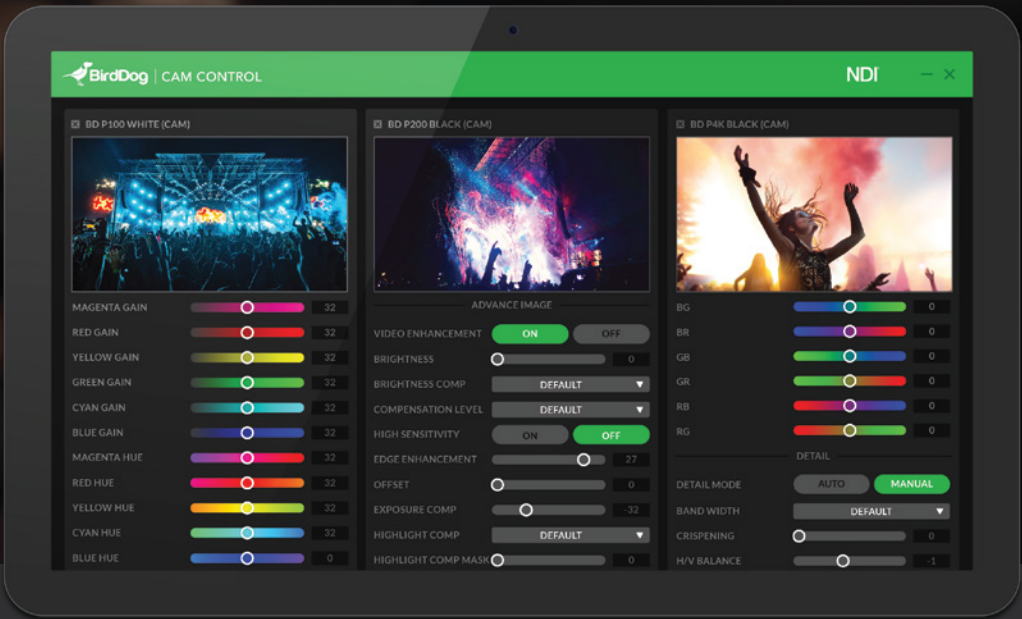 BirdDog | CAM CONTROL
NDI
BD P100 WHITE (CAM)
MAGENTA GAIN 32
RED GAIN 32
YELLOW GAIN 32
GREEN GAIN 32
CYAN GAIN 32
BLUE GAIN 32
MAGENTA HUE 32
RED HUE 32
YELLOW HUE 32
CYAN HUE 32
BLUE HUE 0
BD P200 BLACK (CAM)
ADVANCE IMAGE
VIDEO ENHANCEMENT ON OFF
BRIGHTNESS 0
BRIGHTNESS COMP DEFAULT
COMPENSATION LEVEL DEFAULT
HIGH SENSITIVITY ON OFF
EDGE ENHANCEMENT 27
OFFSET 0
EXPOSURE COMP -32
HIGHLIGHT COMP DEFAULT
HIGHLIGHT COMP MASK 0
BD P4K BLACK (CAM)
BG 0
BR 0
GB 0
GR 0
RB 0
RG 0
DETAIL
DETAIL MODE AUTO MANUAL
BAND WIDTH DEFAULT
CRISPENING 0
H/V BALANCE -1